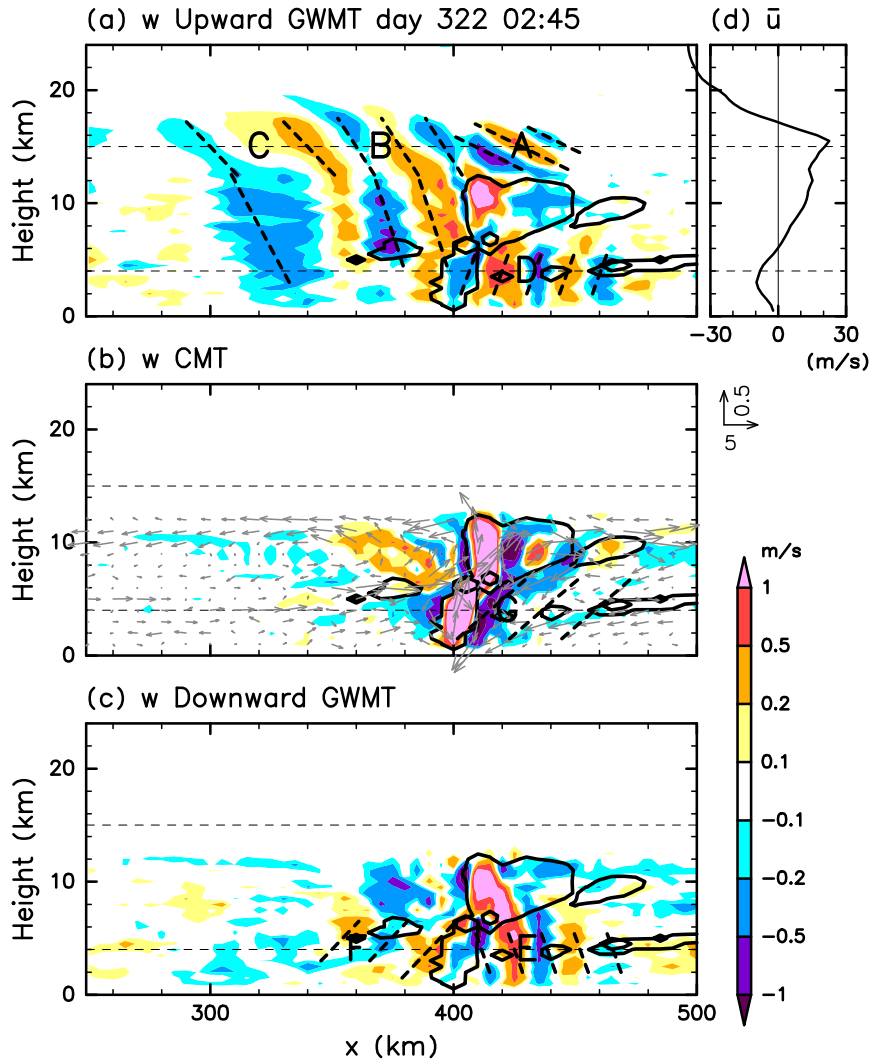 (a) w Upward GWMT day 322 02:45
(d) ū
Height (km)
20
10
0
C
B
A
D
−30 0 30
(m/s)
(b) w CMT
0.5
5
Height (km)
20
10
0
m/s
1
0.5
0.2
0.1
−0.1
−0.2
−0.5
−1
(c) w Downward GWMT
Height (km)
20
10
0
F
E
300 400 500
x (km)